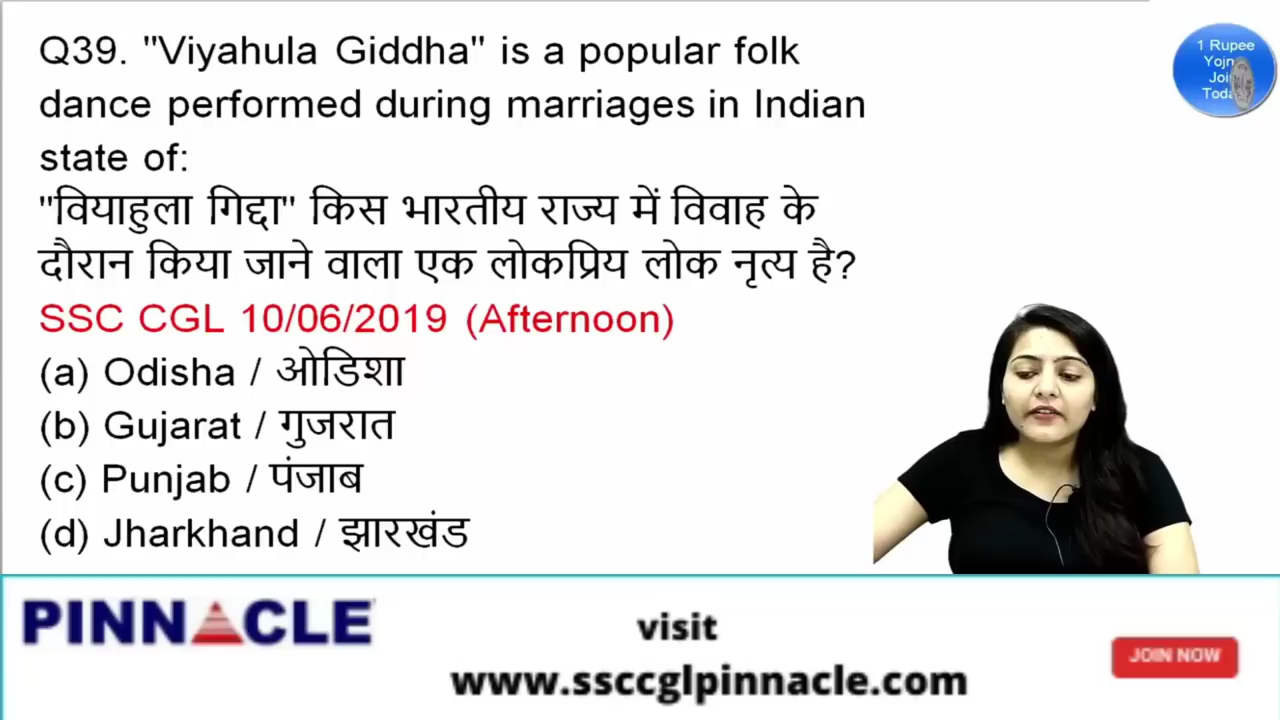 Q39. "Viyahula Giddha" is a popular folk
dance performed during marriages in Indian
state of:
"वियाहुला गिद्दा" किस भारतीय राज्य में विवाह के
दौरान किया जाने वाला एक लोकप्रिय लोक नृत्य है?
SSC CGL 10/06/2019 (Afternoon)
(a) Odisha / ओडिशा
(b) Gujarat / गुजरात
(c) Punjab / पंजाब
(d) Jharkhand / झारखंड
1 Rupee
PINNACLE
visit
www.ssccglpinnacle.com
JOIN NOW